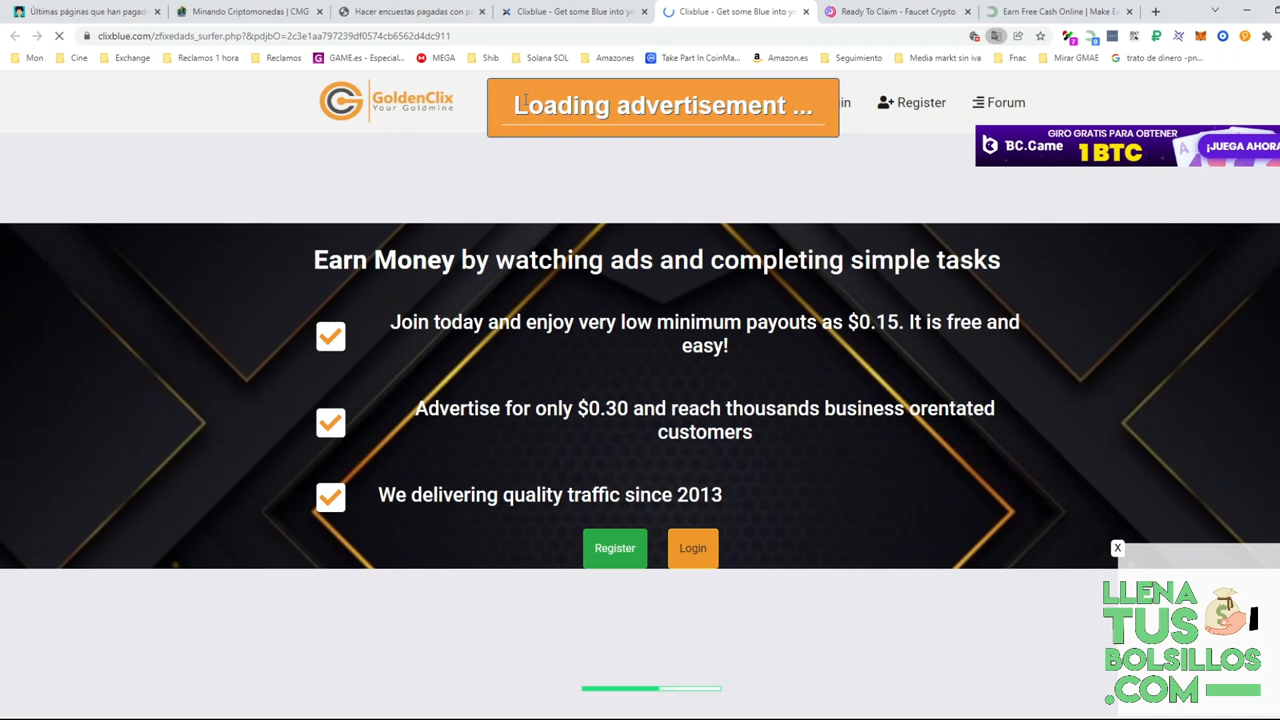 Últimas páginas que han pagad
Minando Criptomonedas | CMG
Hacer encuestas pagadas con p
Clixblue - Get some Blue into yo
Clixblue - Get some Blue into yo
Ready To Claim - Faucet Crypto
Earn Free Cash Online | Make E
clixblue.com/zfixedads_surfer.php?&pdjbO=2c3e1aa797239df0574cb6562d4dc911
Mon
Cine
Exchange
Reclamos 1 hora
Reclamos
GAME.es - Especial...
MEGA
Shib
Solana SOL
Amazones
Take Part In CoinMa...
Amazon.es
Seguimiento
Media markt sin iva
Fnac
Mirar GMAE
trato de dinero -pn...
GoldenClix
Your Goldmine
Loading advertisement ...
in
Register
Forum
GIRO GRATIS PARA OBTENER
BC.GAME
1 BTC
¡JUEGA AHORA
Earn Money by watching ads and completing simple tasks
Join today and enjoy very low minimum payouts as $0.15. It is free and
easy!
Advertise for only $0.30 and reach thousands business orentated
customers
We delivering quality traffic since 2013
Register
Login
X
LLENA
TUS
BOLSILLOS
.COM